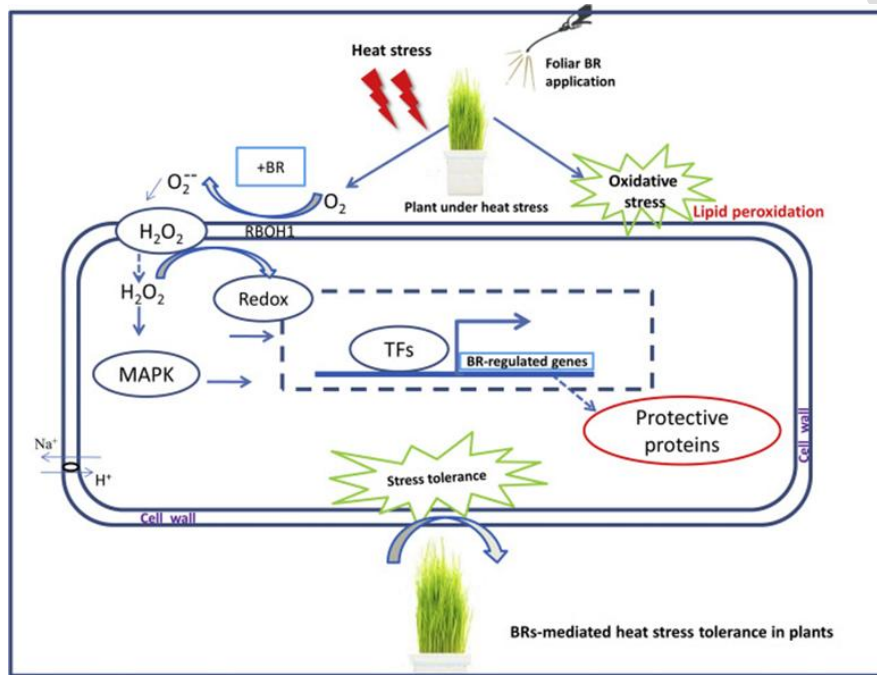 Heat stress
Foliar BR
application
+BR
O₂⁻⁻
O₂
Plant under heat stress
Oxidative
stress
Lipid peroxidation
H₂O₂
RBOH1
H₂O₂
Redox
TFs
BR-regulated genes
MAPK
Protective
proteins
Na⁺
H⁺
Cell wall
Stress tolerance
Cell wall
BRs-mediated heat stress tolerance in plants